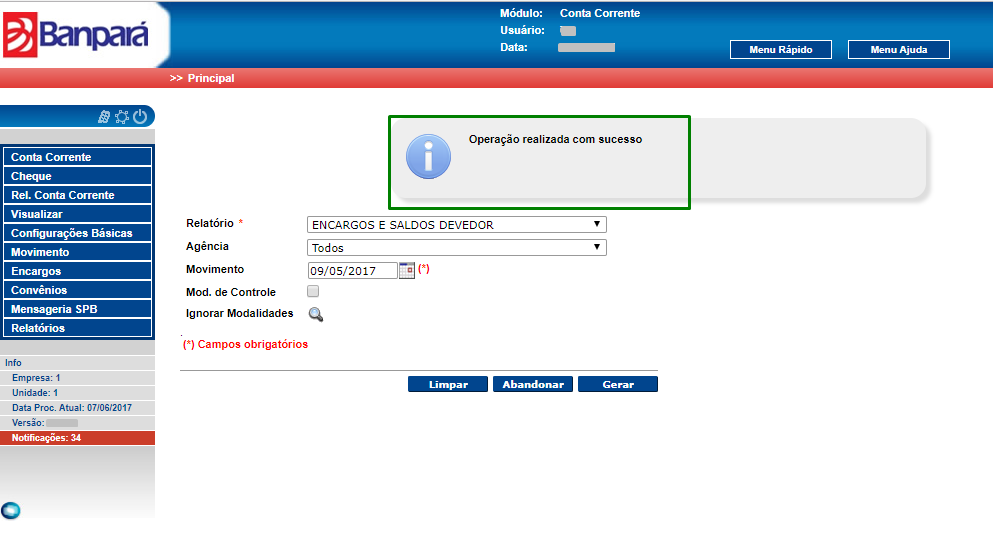 Banpará
Módulo: Conta Corrente
Usuário:
Data:
Menu Rápido
Menu Ajuda
>> Principal
Operação realizada com sucesso
Conta Corrente
Cheque
Rel. Conta Corrente
Visualizar
Configurações Básicas
Movimento
Encargos
Convênios
Mensageria SPB
Relatórios
Info
Empresa: 1
Unidade: 1
Data Proc. Atual: 07/06/2017
Versão:
Notificações: 34
Relatório * ENCARGOS E SALDOS DEVEDOR
Agência Todos
Movimento 09/05/2017 (*)
Mod. de Controle
Ignorar Modalidades
(*) Campos obrigatórios
Limpar Abandonar Gerar